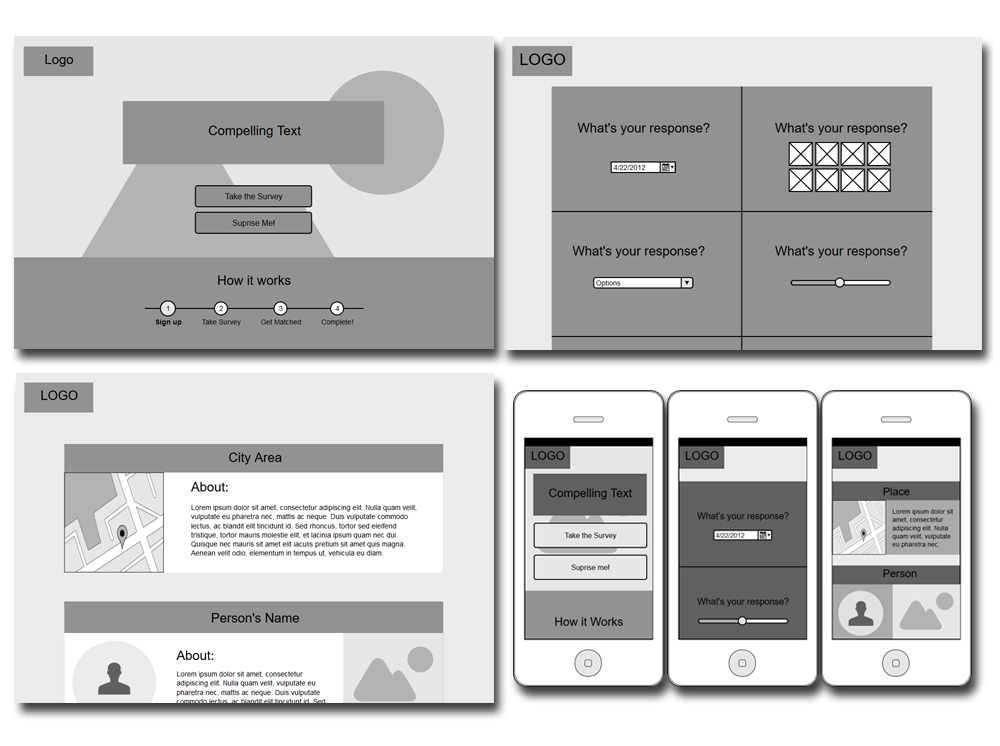 Logo
Compelling Text
Take the Survey
Suprise Me!
How it works
1 2 3 4
Sign up Take Survey Get Matched Complete!
LOGO
What's your response? What's your response?
4/22/2012
What's your response? What's your response?
Options
LOGO
City Area
About:
Lorem ipsum dolor sit amet, consectetur adipiscing elit. Nulla quam velit,
vulputate eu pharetra nec, mattis ac neque. Duis vulputate commodo
lectus, ac blandit elit tincidunt id. Sed rhoncus, tortor sed eleifend
tristique, tortor mauris molestie elit, et lacinia ipsum quam nec dui.
Quisque nec mauris sit amet elit iaculis pretium sit amet quis magna.
Aenean velit odio, elementum in tempus ut, vehicula eu diam.
Person's Name
About:
Lorem ipsum dolor sit amet,
consectetur adipiscing elit. Nulla
quam velit, vulputate eu
pharetra nec, mattis ac neque.
Duis vulputate commodo
lectus, ac blandit elit tincidunt id. Sed
LOGO
Compelling Text
Take the Survey
Suprise me!
How it Works
LOGO
What's your response?
4/22/2012
What's your response?
LOGO
Place
Lorem ipsum dolor sit
amet, consectetur
adipiscing elit. Nulla
quam velit, vulputate
eu pharetra nec,
Person